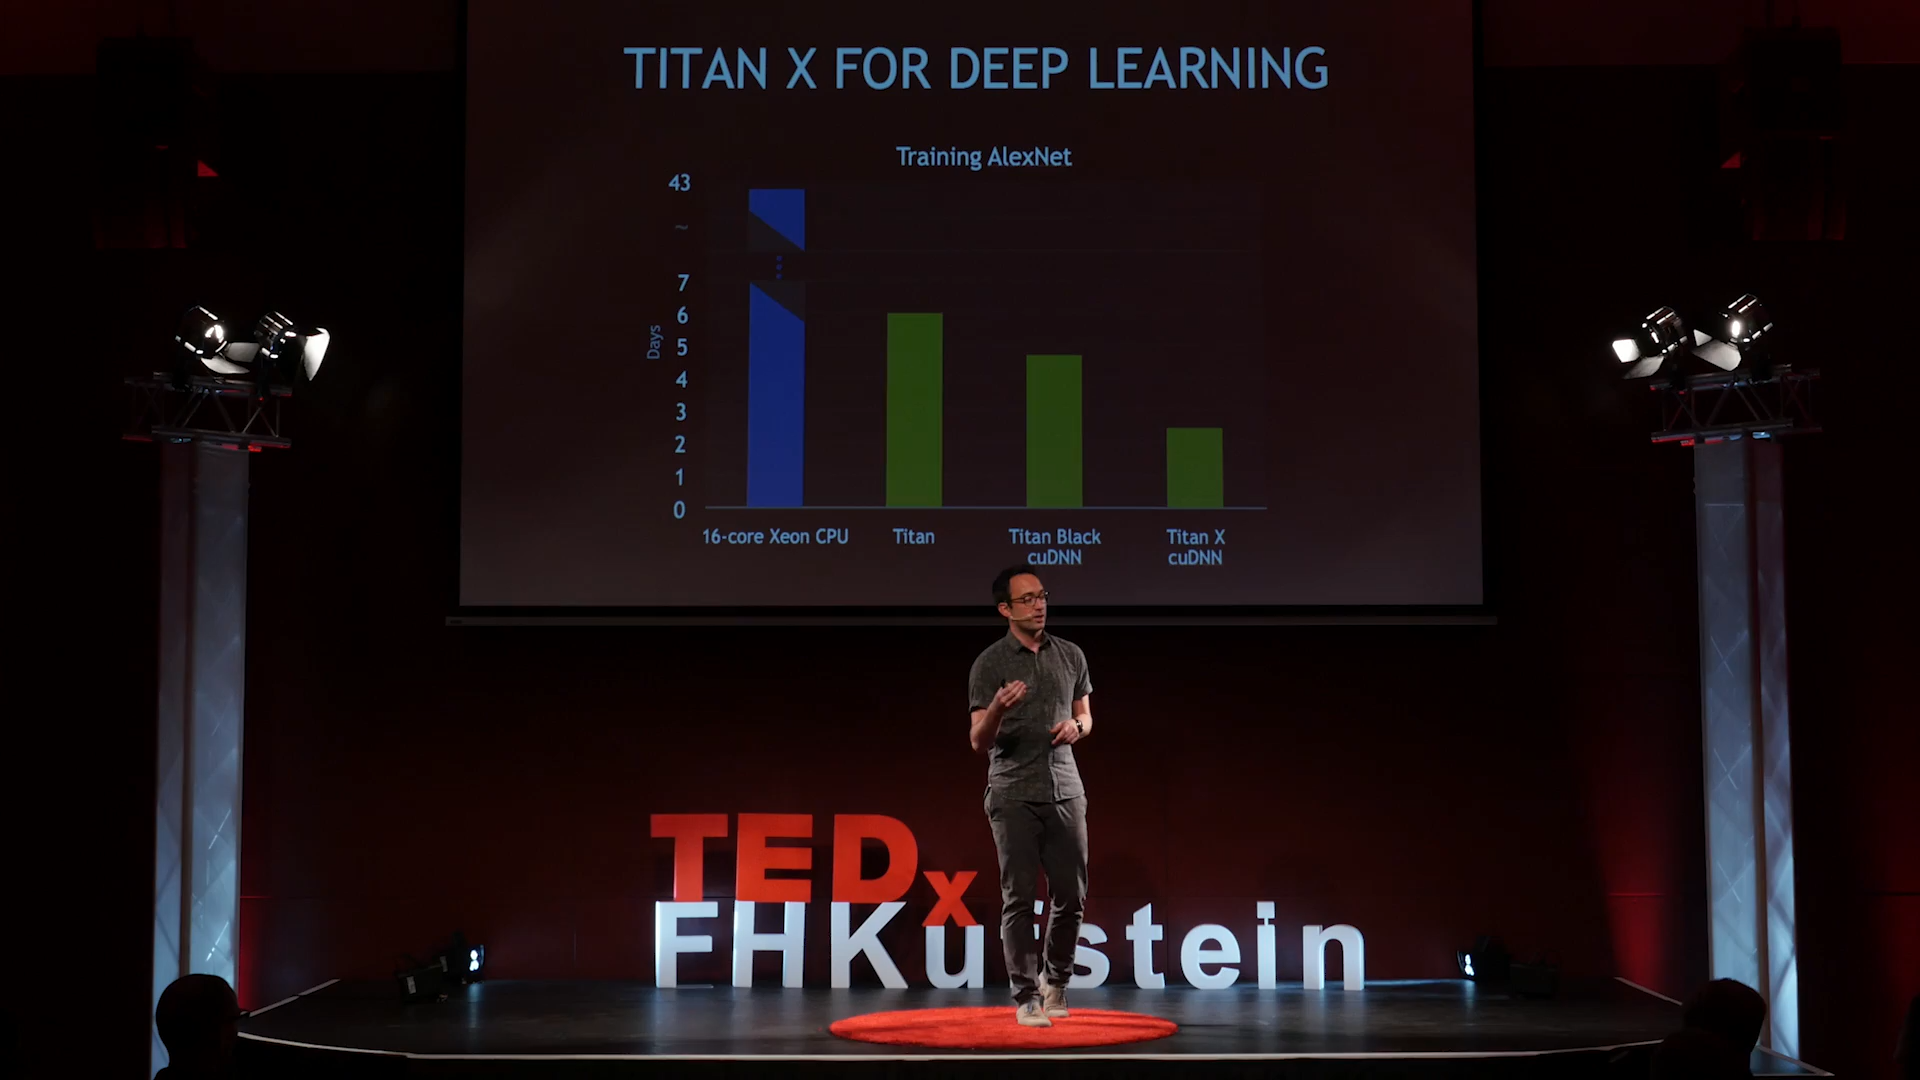 TITAN X FOR DEEP LEARNING
Training AlexNet
43
~
7
6
5
4
3
2
1
0
Days
16-core Xeon CPU
Titan
Titan Black
cuDNN
Titan X
cuDNN
TEDx
FHKufstein